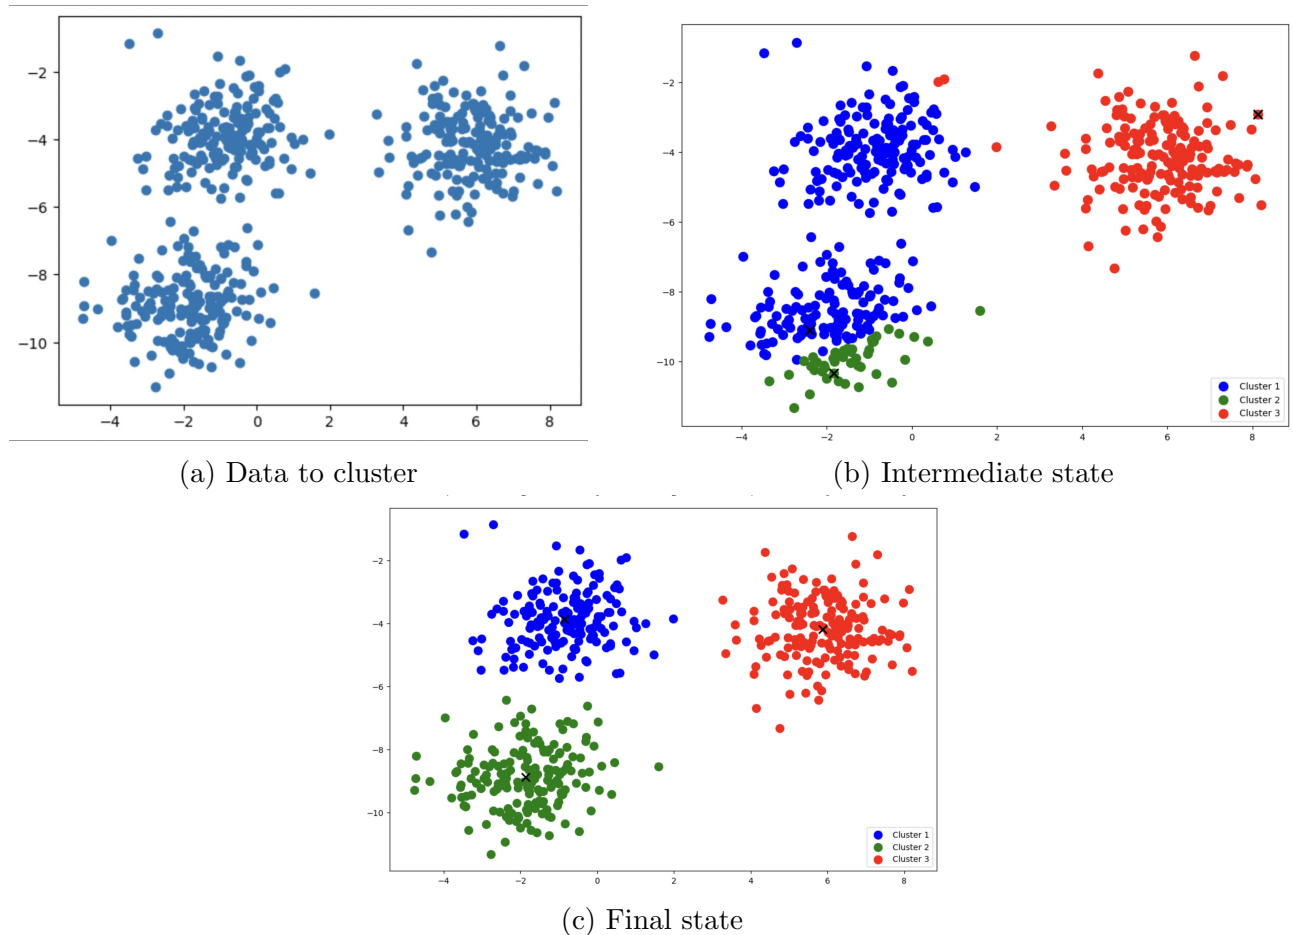 −2
−4
−6
−8
−10
−4 −2 0 2 4 6 8
(a) Data to cluster
−2
−4
−6
−8
−10
Cluster 1
Cluster 2
Cluster 3
−4 −2 0 2 4 6 8
(b) Intermediate state
−2
−4
−6
−8
−10
Cluster 1
Cluster 2
Cluster 3
−4 −2 0 2 4 6 8
(c) Final state